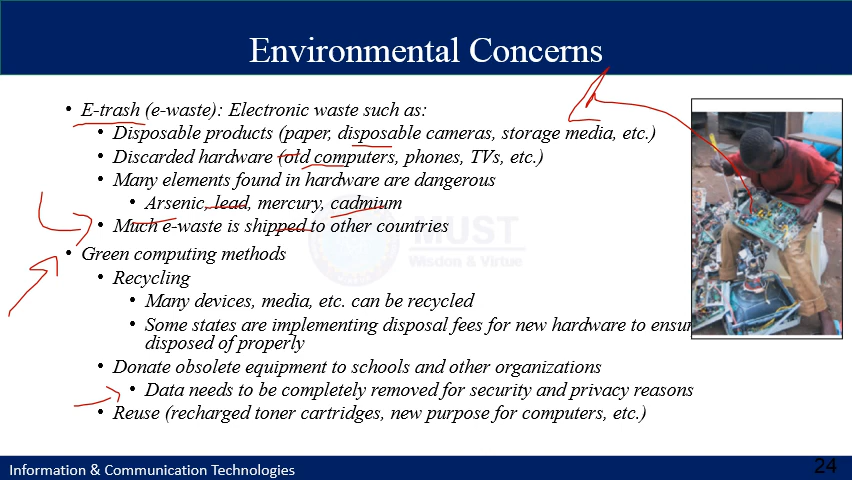 Environmental Concerns
• E-trash (e-waste): Electronic waste such as:
• Disposable products (paper, disposable cameras, storage media, etc.)
• Discarded hardware (old computers, phones, TVs, etc.)
• Many elements found in hardware are dangerous
• Arsenic, lead, mercury, cadmium
• Much e-waste is shipped to other countries
MUST
Wisdom & Virtue
• Green computing methods
• Recycling
• Many devices, media, etc. can be recycled
• Some states are implementing disposal fees for new hardware to ensur
disposed of properly
• Donate obsolete equipment to schools and other organizations
• Data needs to be completely removed for security and privacy reasons
• Reuse (recharged toner cartridges, new purpose for computers, etc.)
Information & Communication Technologies
24